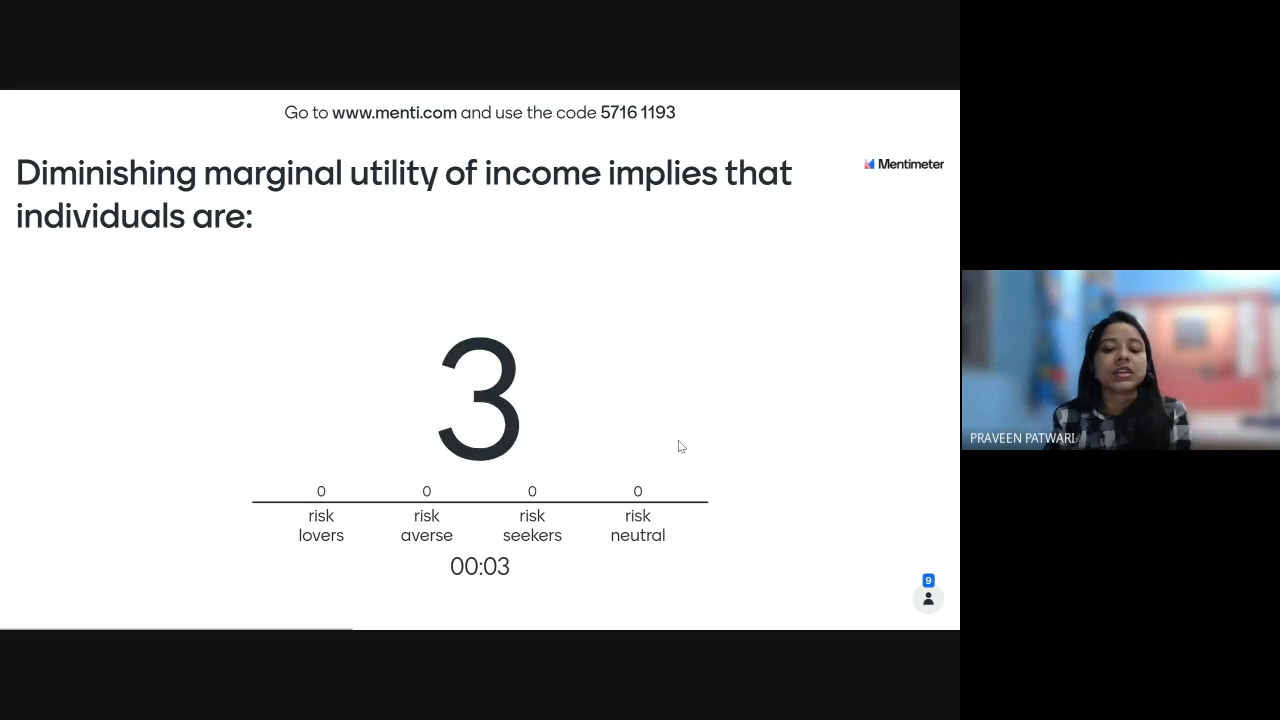 Go to www.menti.com and use the code 5716 1193
Mentimeter
Diminishing marginal utility of income implies that
individuals are:
3
0 0 0 0
risk lovers
risk averse
risk seekers
risk neutral
00:03
9
PRAVEEN PATWARI